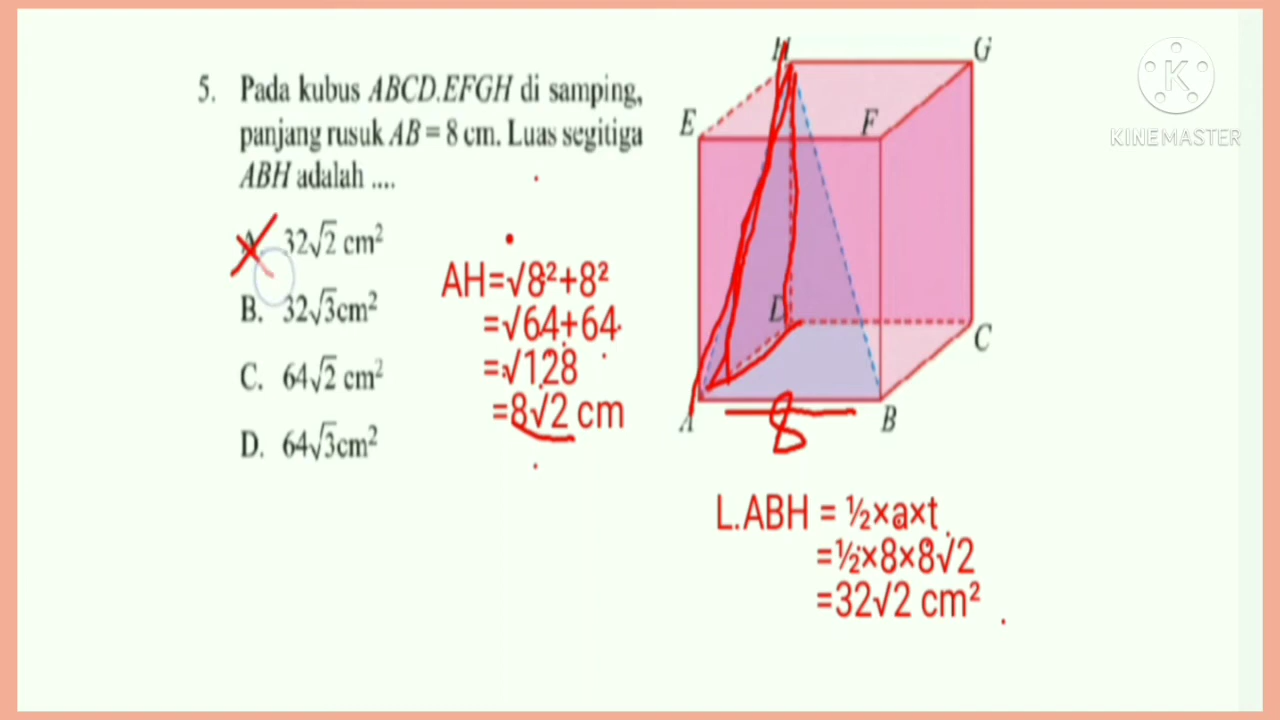 5. Pada kubus ABCD.EFGH di samping,
panjang rusuk AB = 8 cm. Luas segitiga
ABH adalah ....
A. 32√2 cm²
B. 32√3cm²
C. 64√2 cm²
D. 64√3cm²
AH=√8²+8²
=√64+64
=√128
=8√2 cm
H
G
E
F
D
C
A
B
8
L.ABH = ½×a×t
=½×8×8√2
=32√2 cm²
K
KINEMASTER